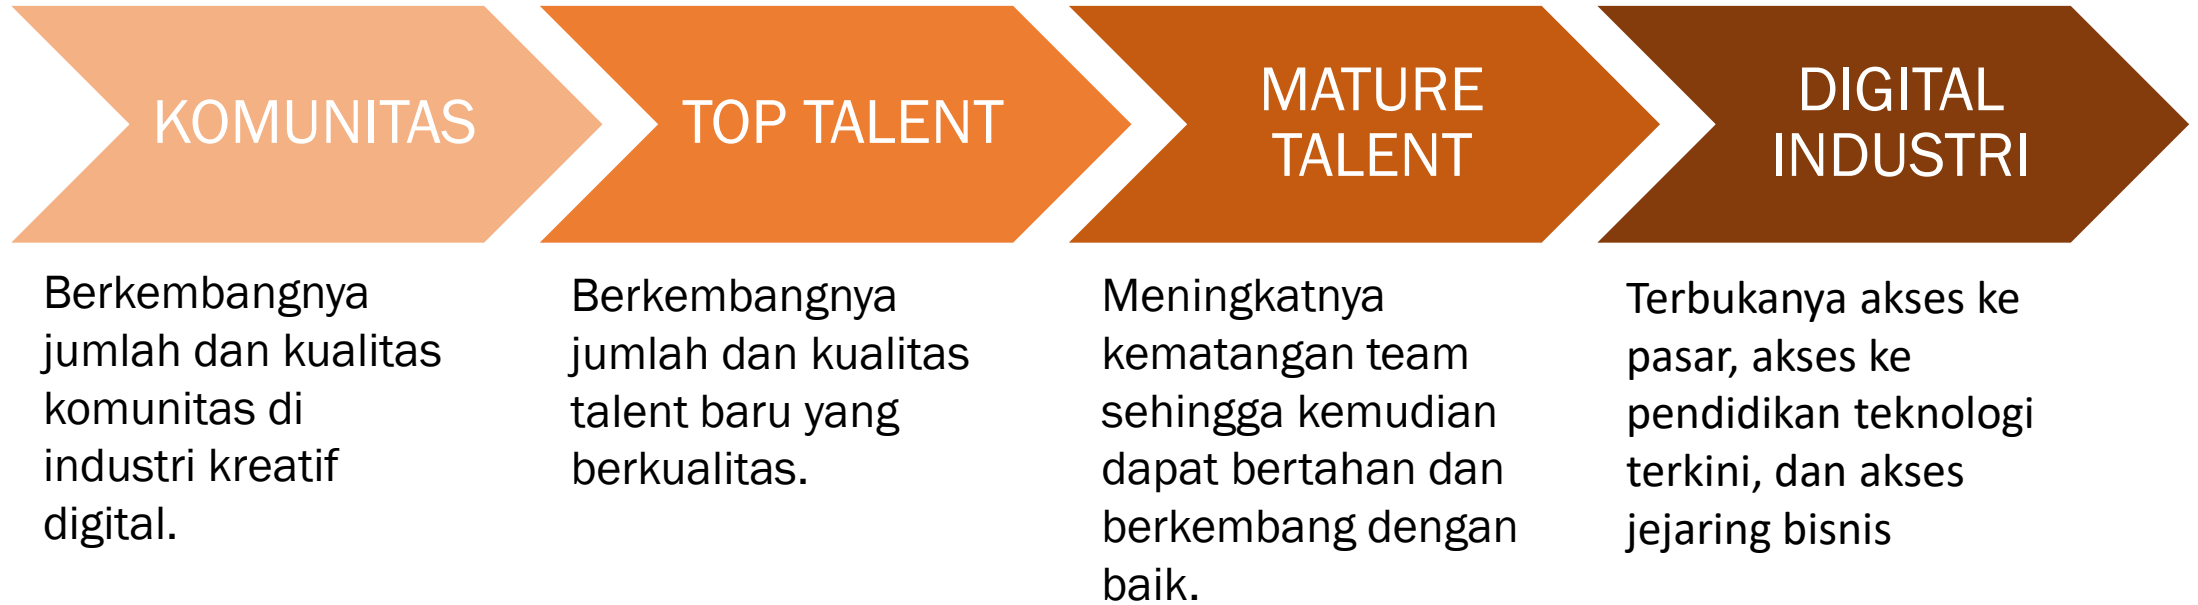 KOMUNITAS
Berkembangnya
jumlah dan kualitas
komunitas di
industri kreatif
digital.
TOP TALENT
Berkembangnya
jumlah dan kualitas
talent baru yang
berkualitas.
MATURE
TALENT
Meningkatnya
kematangan team
sehingga kemudian
dapat bertahan dan
berkembang dengan
baik.
DIGITAL
INDUSTRI
Terbukanya akses ke
pasar, akses ke
pendidikan teknologi
terkini, dan akses
jejaring bisnis